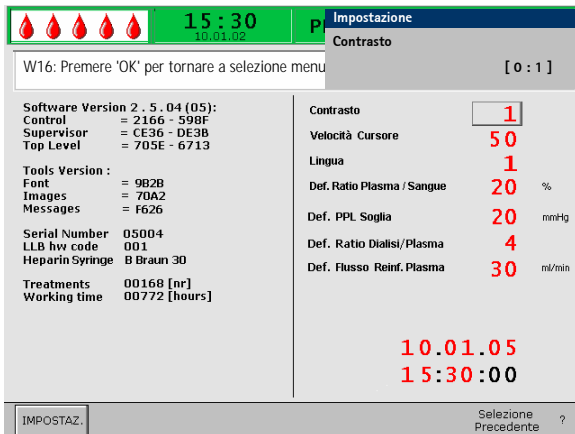 15:30
10.01.02
P
Impostazione
Contrasto
[0:1]
W16: Premere 'OK' per tornare a selezione menu
Software Version 2.5.04 (05):
Control = 2166 - 598F
Supervisor = CE36 - DE3B
Top Level = 705E - 6713
Tools Version :
Font = 9B2B
Images = 70A2
Messages = F626
Serial Number 05004
LLB hw code 001
Heparin Syringe B Braun 30
Treatments 00168 [nr]
Working time 00772 [hours]
Contrasto 1
Velocità Cursore 50
Lingua 1
Def. Ratio Plasma / Sangue 20 %
Def. PPL Soglia 20 mmHg
Def. Ratio Dialisi/Plasma 4
Def. Flusso Reinf. Plasma 30 ml/min
10.01.05
15:30:00
IMPOSTAZ.
Selezione
Precedente
?